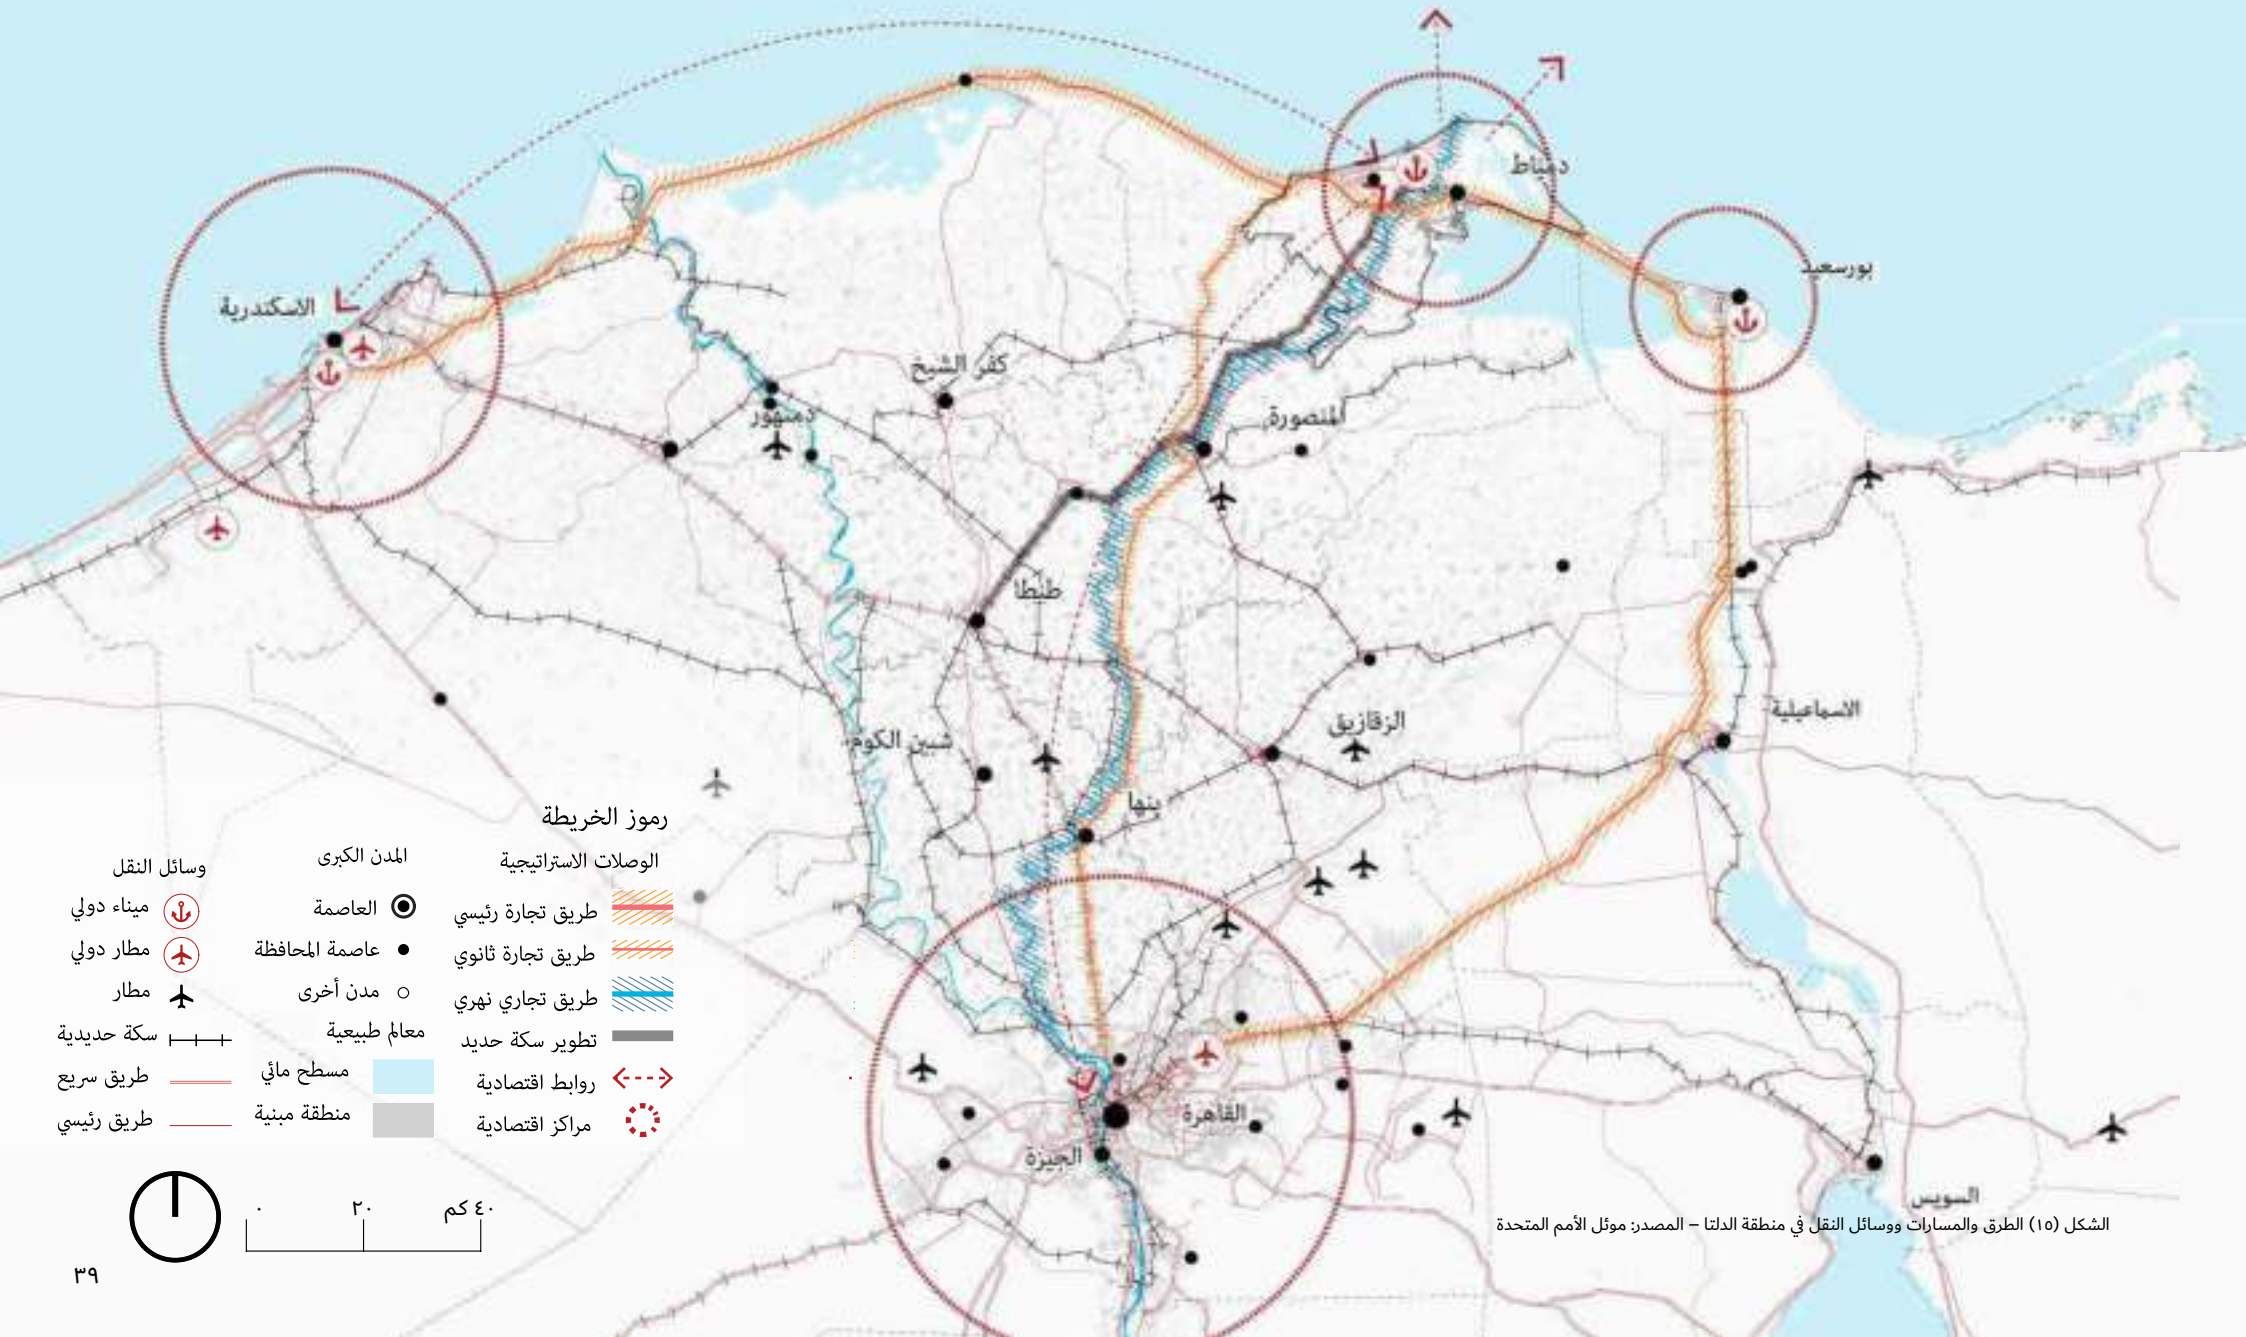 دمياط
بورسعيد
الاسكندرية
كفر الشيخ
المنصورة
دمنهور
طنطا
الاسماعيلية
الزقازيق
شبين الكوم
بنها
القاهرة
الجيزة
السويس
رموز الخريطة
الوصلات الاستراتيجية
طريق تجارة رئيسي
طريق تجارة ثانوي
طريق تجاري نهري
تطوير سكة حديد
روابط اقتصادية
مراكز اقتصادية
المدن الكبرى
العاصمة
عاصمة المحافظة
مدن أخرى
معالم طبيعية
مسطح مائي
منطقة مبنية
وسائل النقل
ميناء دولي
مطار دولي
مطار
سكة حديدية
طريق سريع
طريق رئيسي
٠ ٢٠ ٤٠ كم
الشكل (١٥) الطرق والمسارات ووسائل النقل في منطقة الدلتا – المصدر: موئل الأمم المتحدة
٣٩